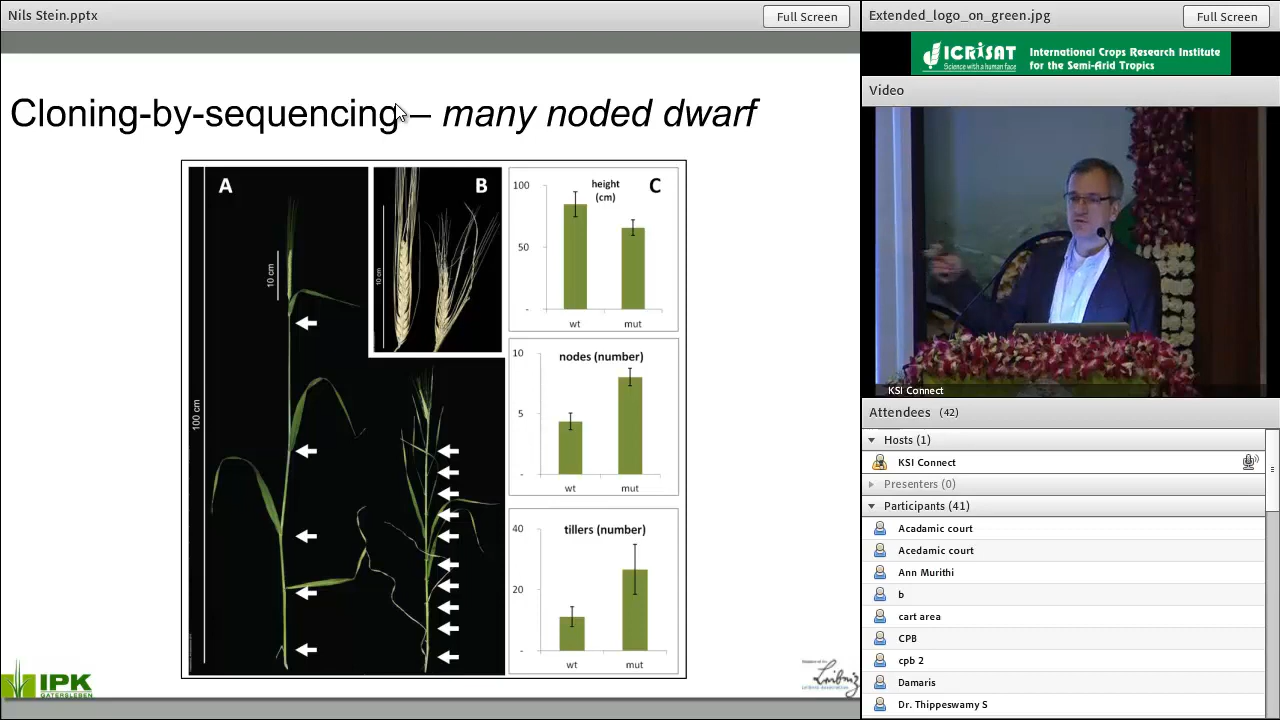 Nils Stein.pptx
Full Screen
Cloning-by-sequencing – many noded dwarf
A
10 cm
100 cm
B
10 cm
C
height
(cm)
100
50
-
wt
mut
nodes (number)
10
5
-
wt
mut
tillers (number)
40
20
-
wt
mut
IPK
GATERSLEBEN
Leibniz
Extended_logo_on_green.jpg
Full Screen
ICRISAT
Science with a human face
International Crops Research Institute
for the Semi-Arid Tropics
Video
KSI Connect
Attendees (42)
Hosts (1)
KSI Connect
Presenters (0)
Participants (41)
Acadamic court
Acedamic court
Ann Murithi
b
cart area
CPB
cpb 2
Damaris
Dr. Thippeswamy S